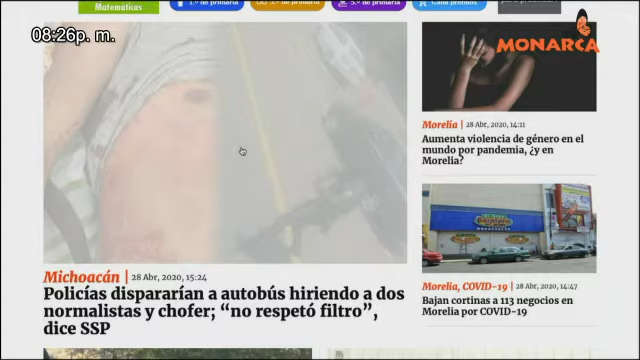 Matemáticas
1.º de primaria
3.º de primaria
5.º de primaria
08:26p. m.
MONARCA
Morelia | 28 Abr, 2020, 14:11
Aumenta violencia de género en el
mundo por pandemia, ¿y en
Morelia?
Michoacán | 28 Abr, 2020, 15:24
Policías dispararían a autobús hiriendo a dos
normalistas y chofer; “no respetó filtro”,
dice SSP
Morelia, COVID-19 | 28 Abr, 2020, 14:47
Bajan cortinas a 113 negocios en
Morelia por COVID-19